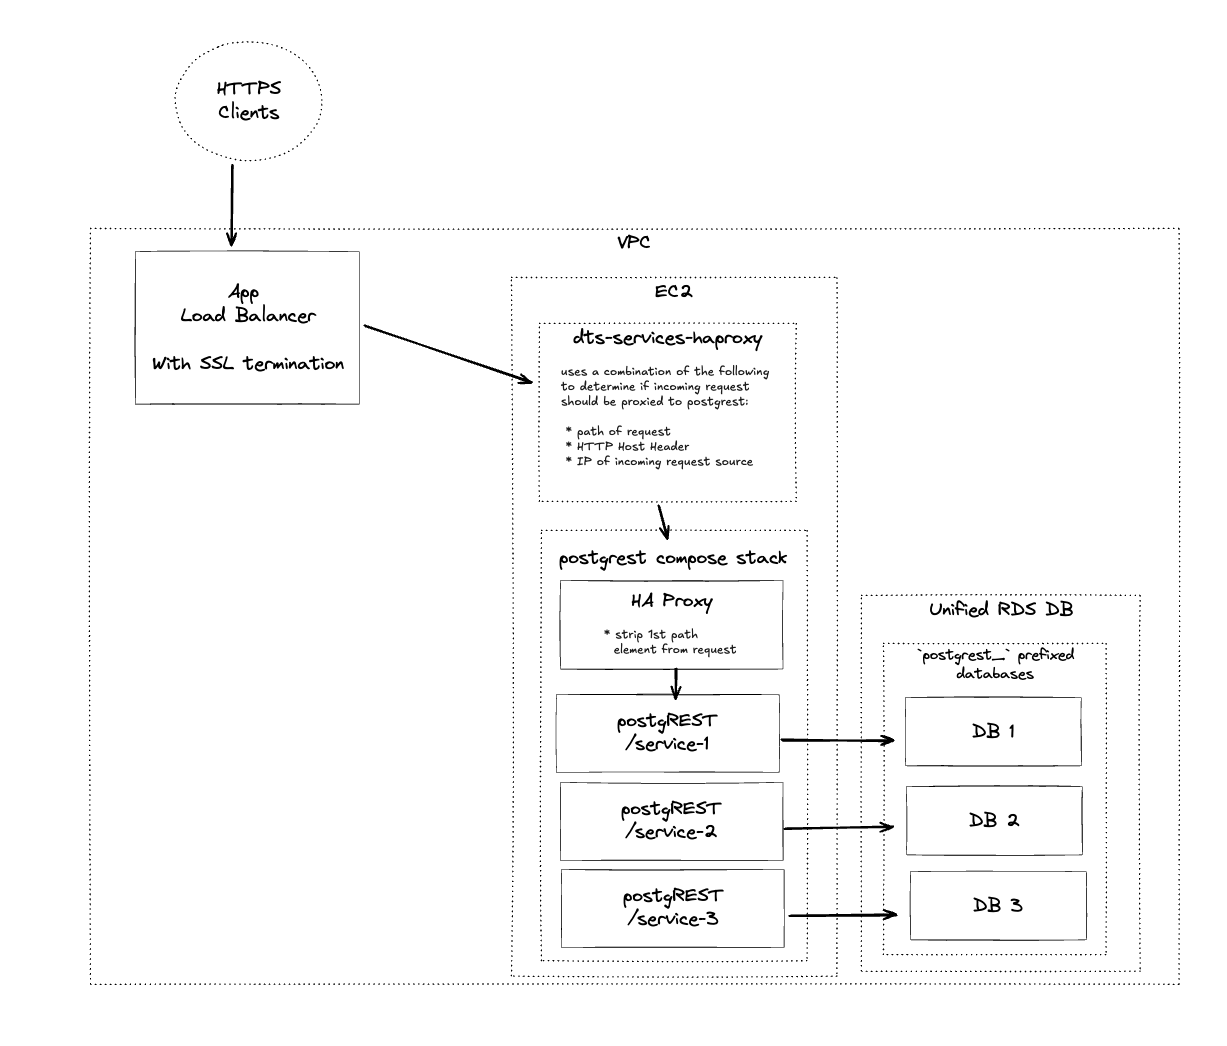 HTTPS
Clients
VPC
App
Load Balancer
With SSL termination
EC2
dts-services-haproxy
uses a combination of the following
to determine if incoming request
should be proxied to postgrest:
* path of request
* HTTP Host Header
* IP of incoming request source
postgrest compose stack
HA Proxy
* strip 1st path
element from request
postgREST
/service-1
postgREST
/service-2
postgREST
/service-3
Unified RDS DB
`postgrest_` prefixed
databases
DB 1
DB 2
DB 3